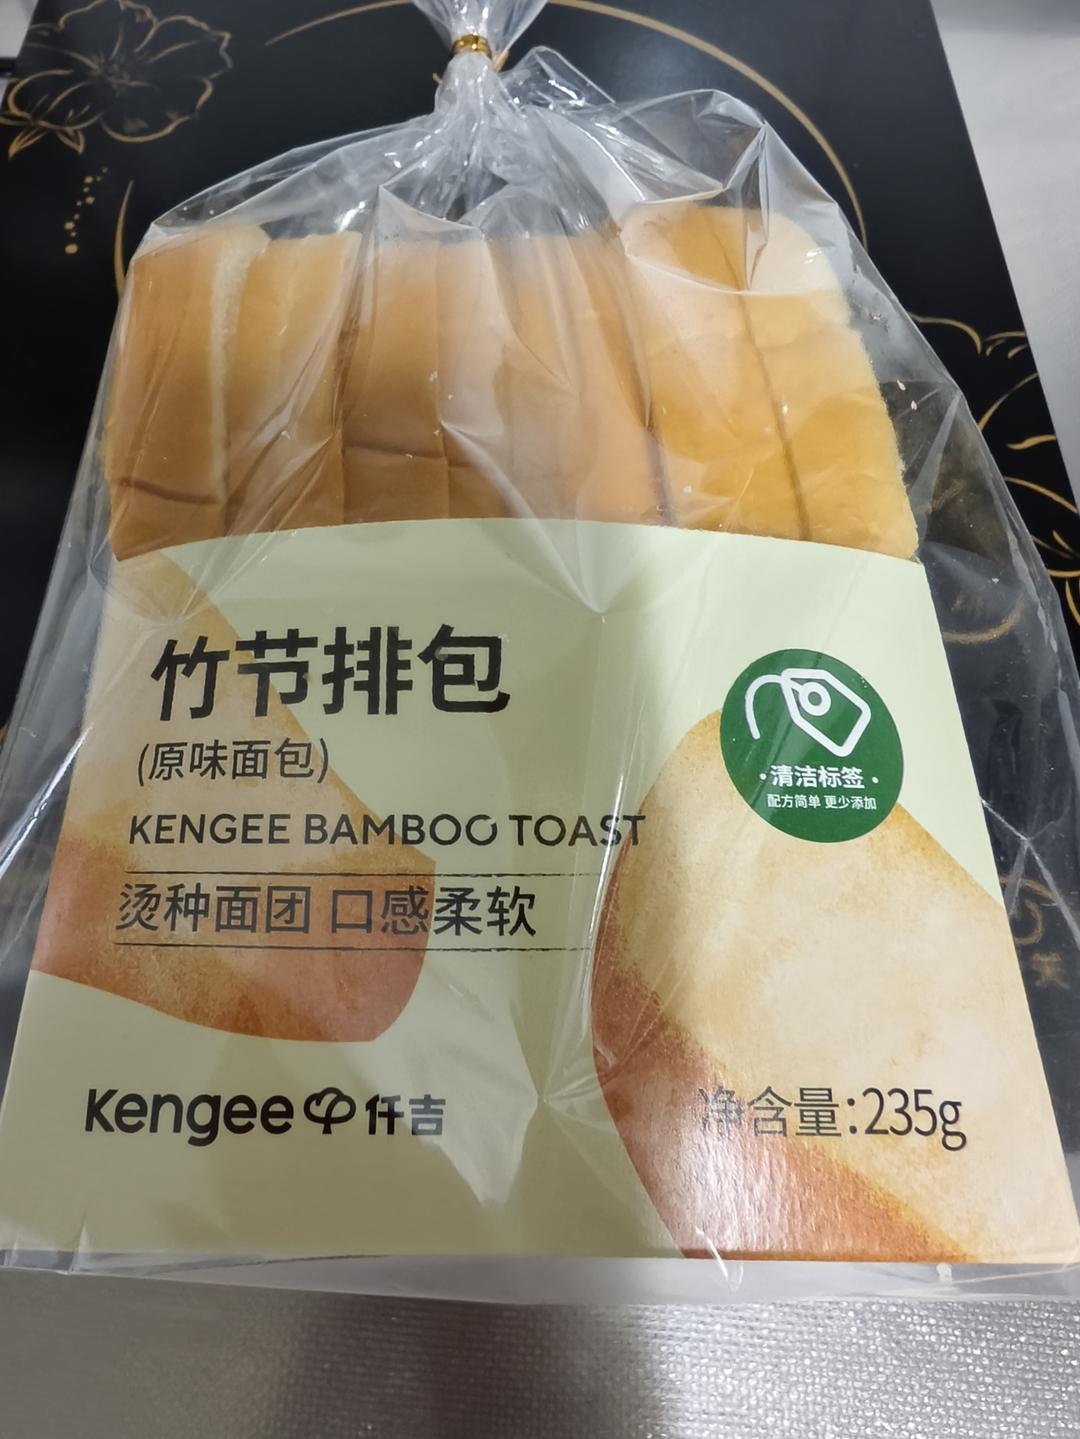 竹节排包
(原味面包)
KENGEE BAMBOO TOAST
烫种面团 口感柔软
·清洁标签·
配方简单 更少添加
Kengee 仟吉
净含量:235g